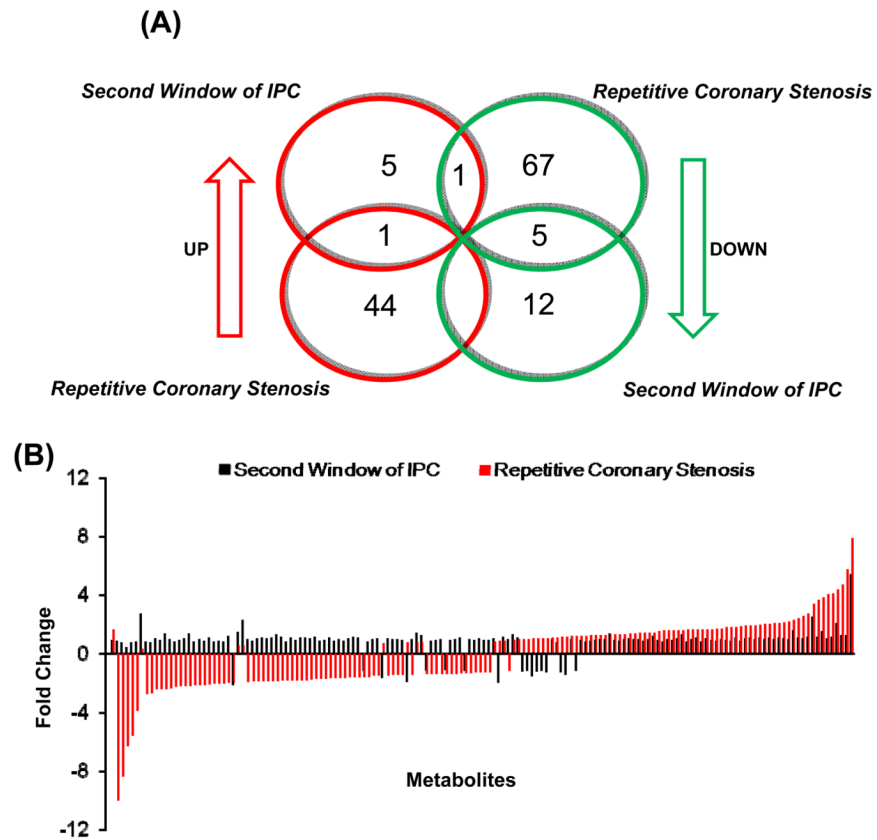 (A)
Second Window of IPC
Repetitive Coronary Stenosis
5
1
67
UP
1
5
DOWN
44
12
Repetitive Coronary Stenosis
Second Window of IPC
(B)
12
Second Window of IPC
Repetitive Coronary Stenosis
8
4
0
-4
-8
-12
Fold Change
Metabolites